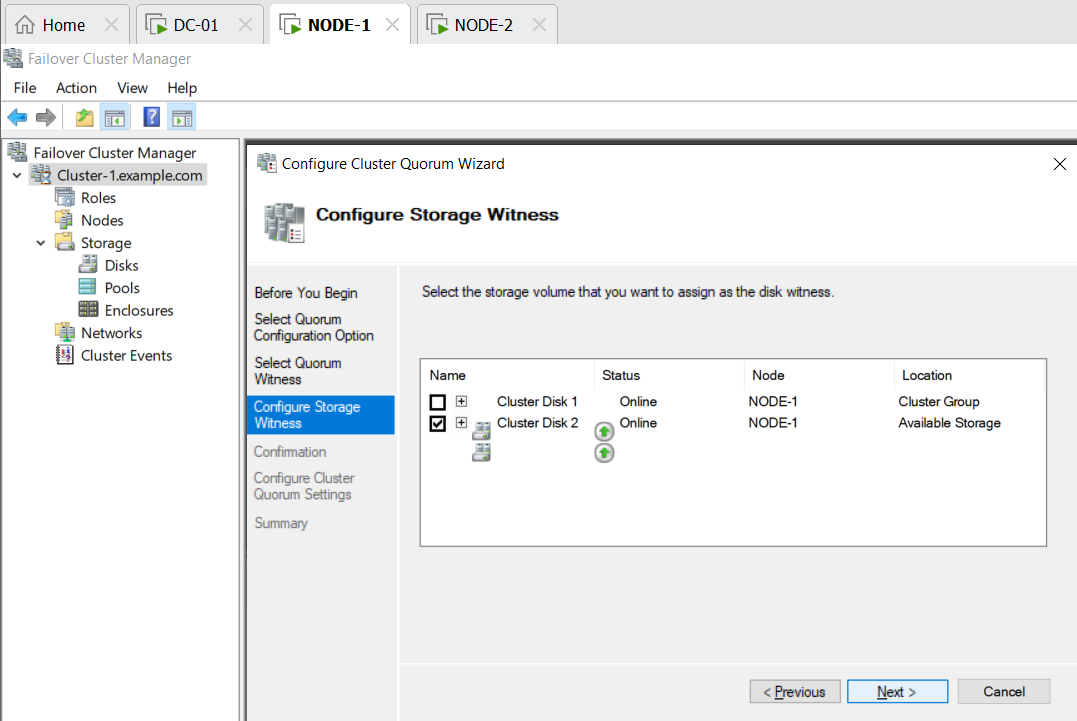 Home
DC-01
NODE-1
NODE-2
Failover Cluster Manager
File Action View Help
Failover Cluster Manager
Cluster-1.example.com
Roles
Nodes
Storage
Disks
Pools
Enclosures
Networks
Cluster Events
Configure Cluster Quorum Wizard
Configure Storage Witness
Before You Begin
Select Quorum
Configuration Option
Select Quorum
Witness
Configure Storage
Witness
Confirmation
Configure Cluster
Quorum Settings
Summary
Select the storage volume that you want to assign as the disk witness.
Name Status Node Location
Cluster Disk 1 Online NODE-1 Cluster Group
Cluster Disk 2 Online NODE-1 Available Storage
< Previous Next > Cancel